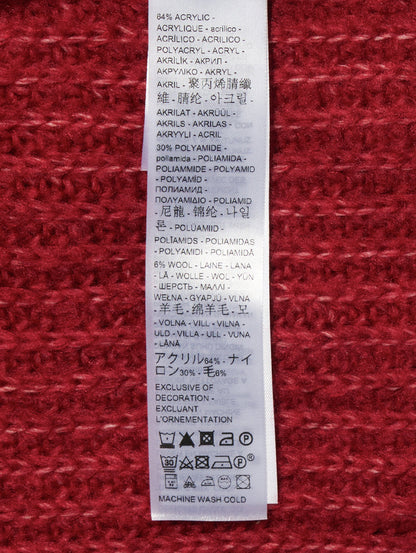 64% ACRYLIC -
ACRYLIQUE - acrílico -
ACRÍLICO - ACRILICO -
POLYACRYL - ACRYL -
AKRİLİK - АКРИЛ -
ΑΚΡΥΛΙΚΟ - AKRYL -
AKRIL - 聚丙烯腈纖
維 - 腈纶 - 아크릴 -
AKRILAT - AKRÜÜL -
AKRILS - AKRILAS -
AKRYYLI - ACRIL
30% POLYAMIDE -
poliamida - POLIAMIDA -
POLIAMMIDE - POLYAMID
- POLYAMİD -
ПОЛИАМИД -
ΠΟΛΥΑΜΙΔΙΟ - POLYAMID
- 尼龍 - 锦纶 - 나일
론 - POLÜAMIID -
POLĪAMIDS - POLIAMIDAS
- POLYAMIDI - POLIAMIDĂ
6% WOOL - LAINE - LANA
- LÃ - WOLLE - WOL - YÜN
- ШЕРСТЬ - ΜΑΛΛΙ -
WEŁNA - GYAPJÚ - VLNA
- 羊毛 - 绵羊毛 - 모
- VOLNA - VILL - VILNA -
ULD - VILLA - ULL - VUNA
- LÂNĂ
アクリル64% - ナイ
ロン30% - 毛6%
EXCLUSIVE OF
DECORATION -
EXCLUANT
L'ORNEMENTATION
MACHINE WASH COLD